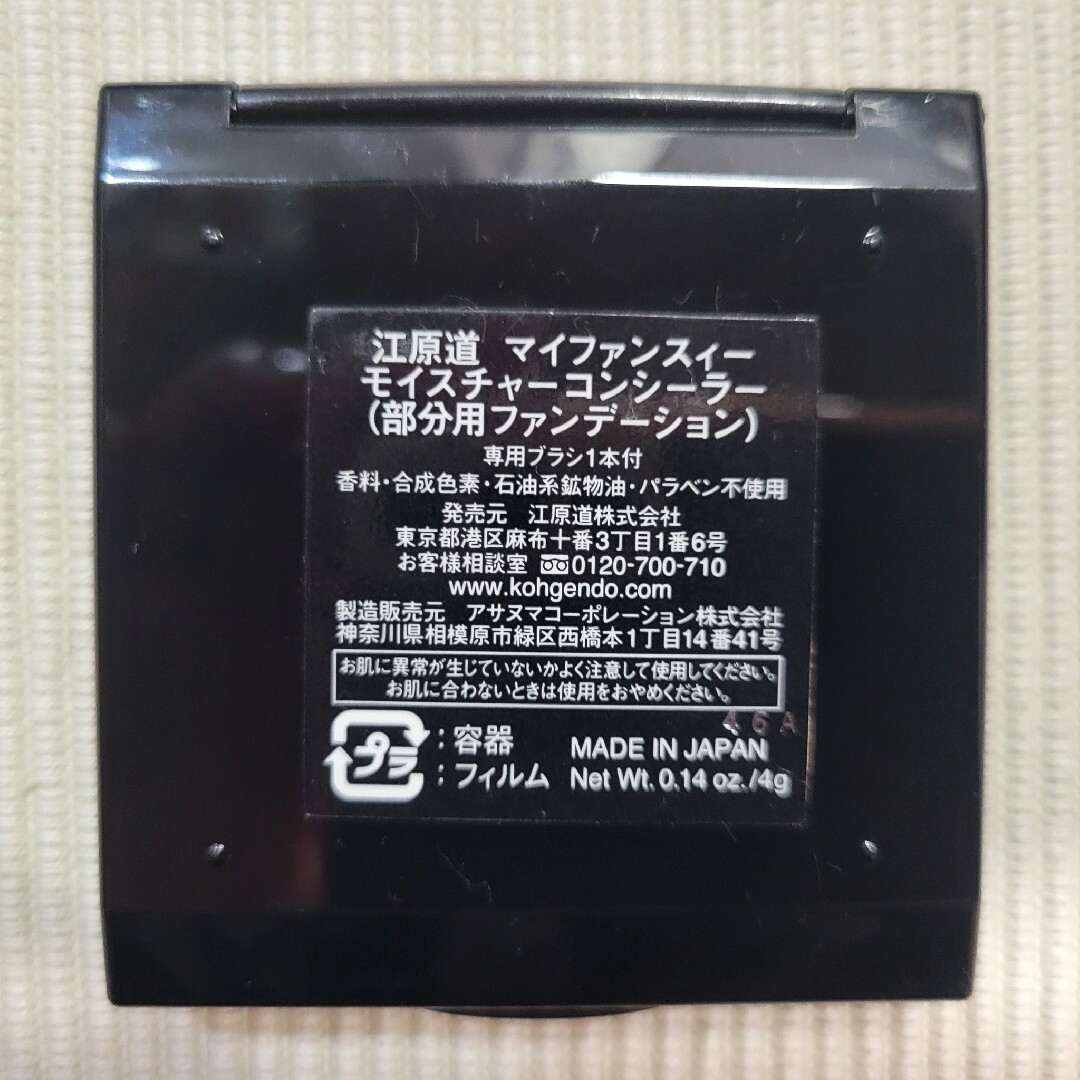 江原道 マイファンスィー
モイスチャーコンシーラー
(部分用ファンデーション)
専用ブラシ1本付
香料・合成色素・石油系鉱物油・パラベン不使用
発売元 江原道株式会社
東京都港区麻布十番3丁目1番6号
お客様相談室 0120-700-710
www.kohgendo.com
製造販売元 アサヌマコーポレーション株式会社
神奈川県相模原市緑区西橋本1丁目14番41号
お肌に異常が生じていないかよく注意して使用してください。
お肌に合わないときは使用をおやめください。
46A
プラ
:容器
:フィルム
MADE IN JAPAN
Net Wt. 0.14 oz./4g